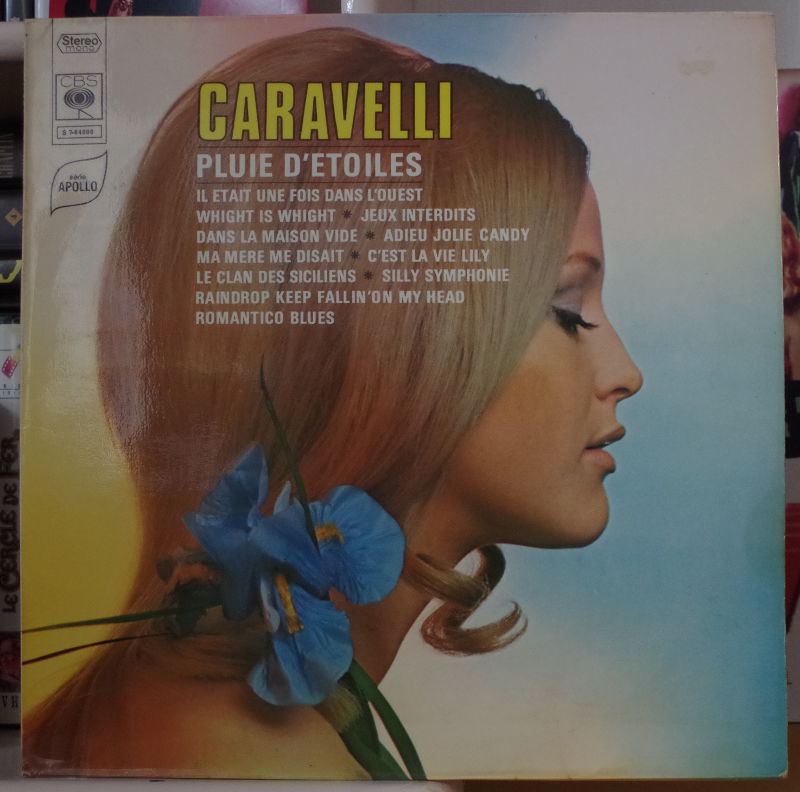 Stereo
mono
CBS
CARAVELLI
PLUIE D'ETOILES
série
APOLLO
IL ETAIT UNE FOIS DANS L'OUEST
WHIGHT IS WHIGHT * JEUX INTERDITS
DANS LA MAISON VIDE * ADIEU JOLIE CANDY
MA MERE ME DISAIT * C'EST LA VIE LILY
LE CLAN DES SICILIENS * SILLY SYMPHONIE
RAINDROP KEEP FALLIN'ON MY HEAD
ROMANTICO BLUES
LE CERCLE DE FER
VH